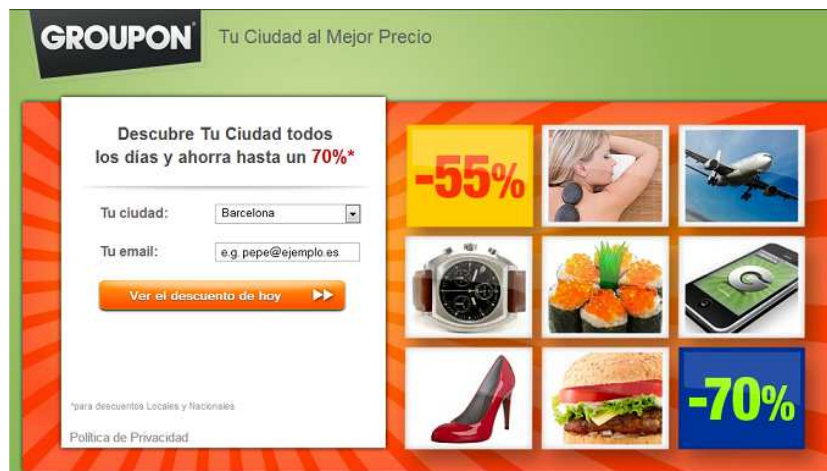 GROUPON
Tu Ciudad al Mejor Precio
Descubre Tu Ciudad todos
los días y ahorra hasta un 70%*
Tu ciudad: Barcelona
Tu email: e.g. pepe@ejemplo.es
Ver el descuento de hoy
*para descuentos Locales y Nacionales
Política de Privacidad
-55%
G
-70%